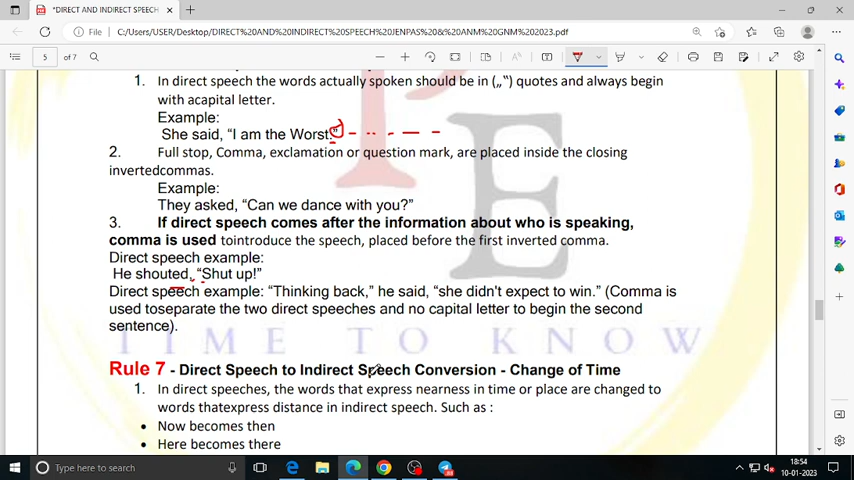 *DIRECT AND INDIRECT SPEECH
File
C:/Users/USER/Desktop/DIRECT%20AND%20INDIRECT%20SPEECH%20JENPAS%20&%20ANM%20GNM%202023.pdf
5 of 7
1. In direct speech the words actually spoken should be in („‟) quotes and always begin
with acapital letter.
Example:
She said, “I am the Worst.”
2. Full stop, Comma, exclamation or question mark, are placed inside the closing
invertedcommas.
Example:
They asked, “Can we dance with you?”
3. If direct speech comes after the information about who is speaking,
comma is used tointroduce the speech, placed before the first inverted comma.
Direct speech example:
He shouted, “Shut up!”
Direct speech example: “Thinking back,” he said, “she didn't expect to win.” (Comma is
used toseparate the two direct speeches and no capital letter to begin the second
sentence).
E
TIME TO KNOW
Rule 7 - Direct Speech to Indirect Speech Conversion - Change of Time
1. In direct speeches, the words that express nearness in time or place are changed to
words thatexpress distance in indirect speech. Such as :
• Now becomes then
• Here becomes there
Type here to search
18:54
10-01-2023